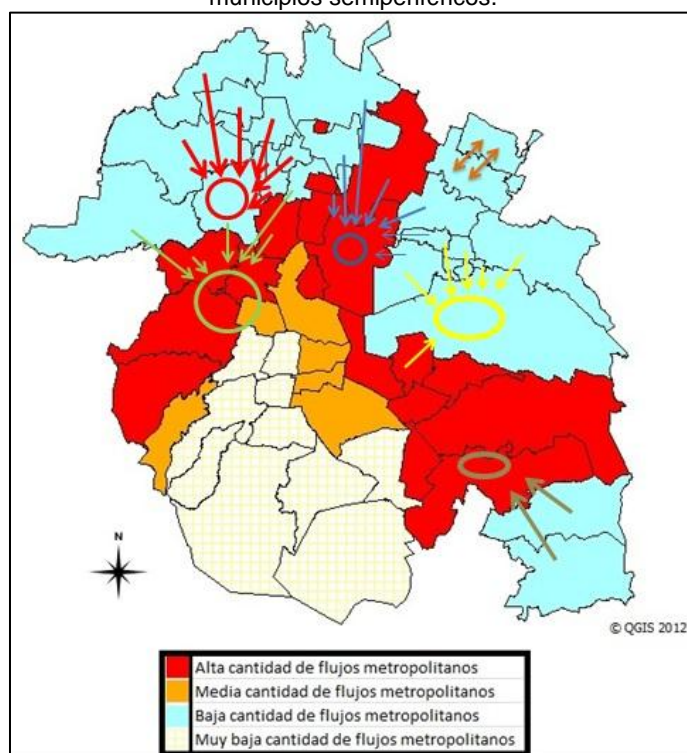 municipios semiperiféricos.
N
© QGIS 2012
Alta cantidad de flujos metropolitanos
Media cantidad de flujos metropolitanos
Baja cantidad de flujos metropolitanos
Muy baja cantidad de flujos metropolitanos